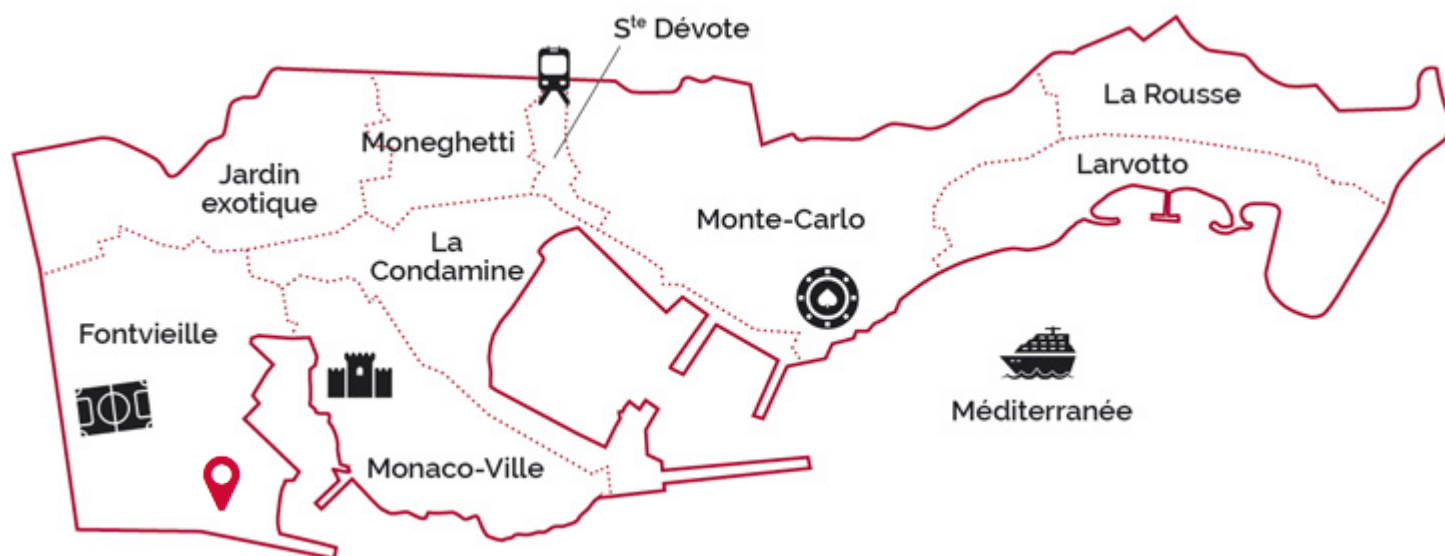 Sᵗᵉ Dévote
La Rousse
Moneghetti
Larvotto
Jardin
exotique
Monte-Carlo
La
Condamine
Fontvieille
Méditerranée
Monaco-Ville